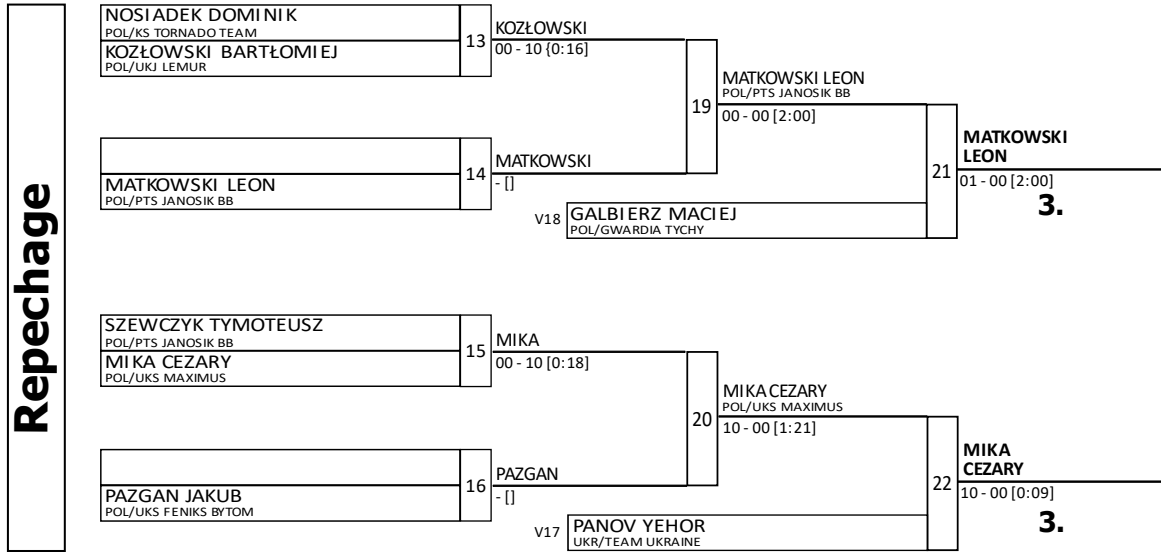 Repechage
NOSIADEK DOMINIK
POL/KS TORNADO TEAM
KOZŁOWSKI BARTŁOMIEJ
POL/UKJ LEMUR
13
KOZŁOWSKI
00 - 10 {0:16]
MATKOWSKI LEON
POL/PTS JANOSIK BB
14
MATKOWSKI
- []
19
MATKOWSKI LEON
POL/PTS JANOSIK BB
00 - 00 [2:00]
V18
GALBIERZ MACIEJ
POL/GWARDIA TYCHY
21
MATKOWSKI
LEON
01 - 00 [2:00]
3.
SZEWCZYK TYMOTEUSZ
POL/PTS JANOSIK BB
MIKA CEZARY
POL/UKS MAXIMUS
15
MIKA
00 - 10 [0:18]
PAZGAN JAKUB
POL/UKS FENIKS BYTOM
16
PAZGAN
- []
20
MIKA CEZARY
POL/UKS MAXIMUS
10 - 00 [1:21]
V17
PANOV YEHOR
UKR/TEAM UKRAINE
22
MIKA
CEZARY
10 - 00 [0:09]
3.